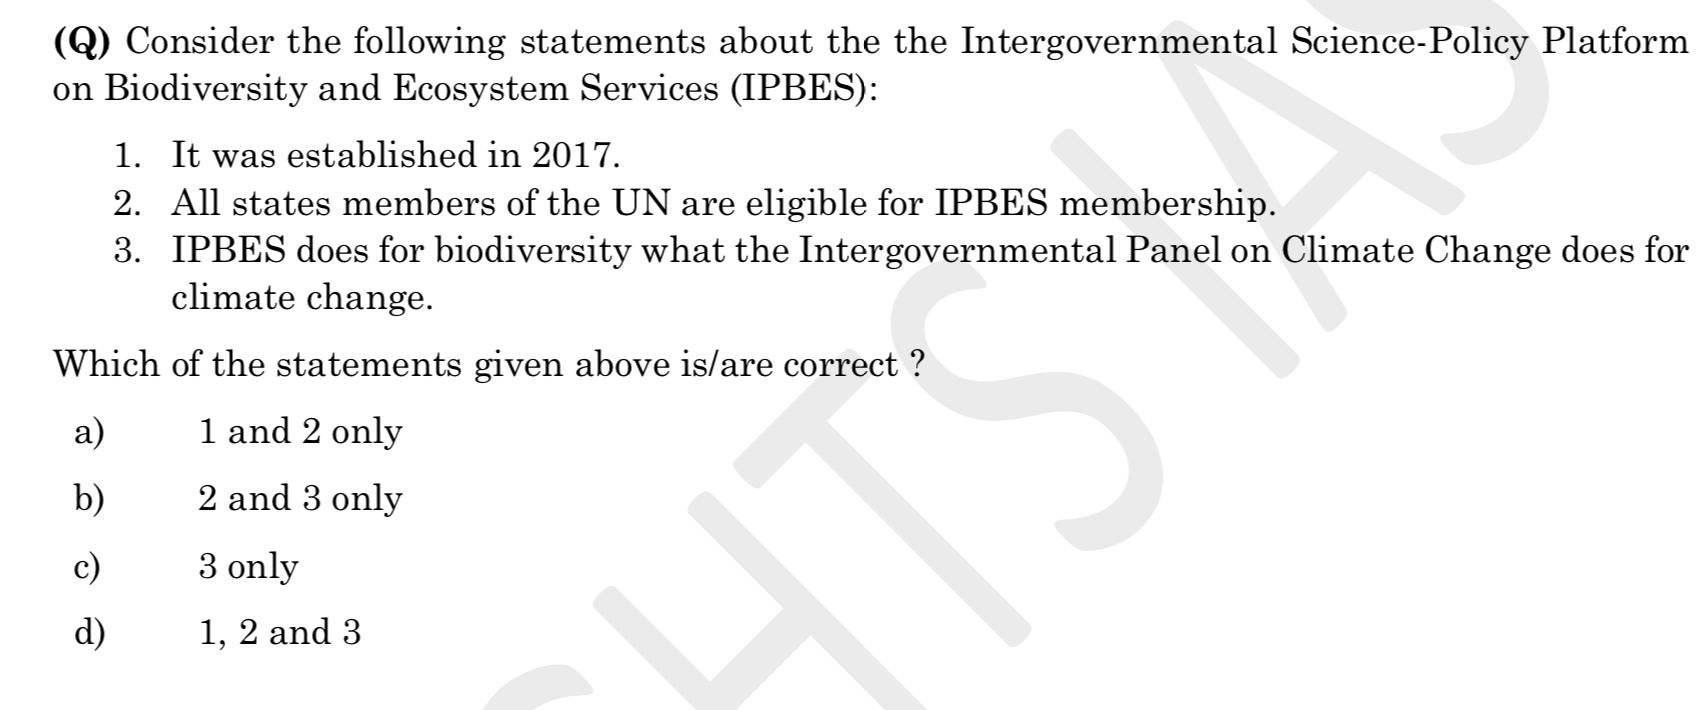 (Q) Consider the following statements about the the Intergovernmental Science-Policy Platform
on Biodiversity and Ecosystem Services (IPBES):
1. It was established in 2017.
2. All states members of the UN are eligible for IPBES membership.
3. IPBES does for biodiversity what the Intergovernmental Panel on Climate Change does for
climate change.
Which of the statements given above is/are correct ?
a) 1 and 2 only
b) 2 and 3 only
c) 3 only
d) 1, 2 and 3